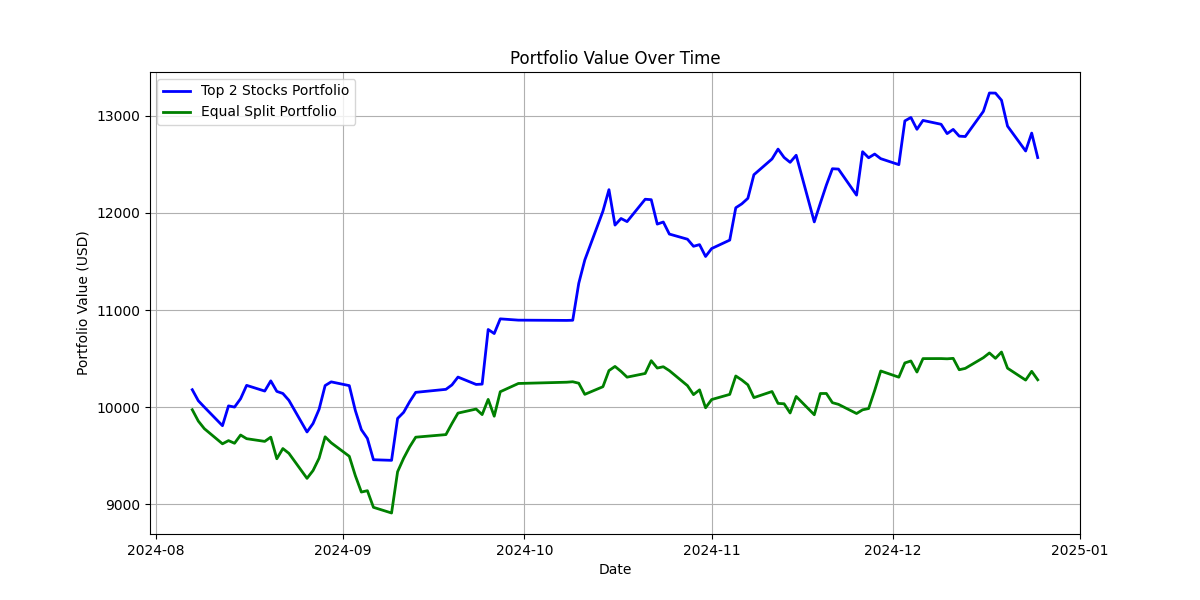 Portfolio Value Over Time
Top 2 Stocks Portfolio
Equal Split Portfolio
Portfolio Value (USD)
13000
12000
11000
10000
9000
2024-08
2024-09
2024-10
2024-11
2024-12
2025-01
Date